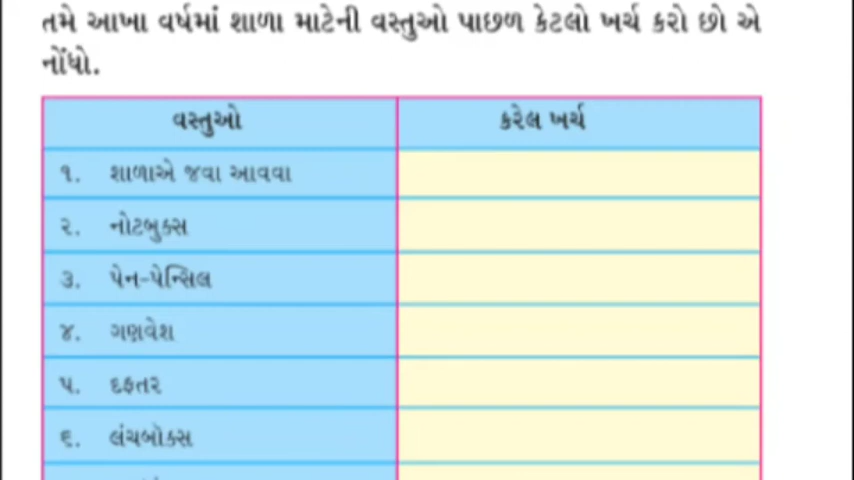 તમે આખા વર્ષમાં શાળા માટેની વસ્તુઓ પાછળ કેટલો ખર્ચ કરો છો એ
નોંધો.
વસ્તુઓ કરેલ ખર્ચ
૧. શાળાએ જવા આવવા
૨. નોટબુક્સ
૩. પેન-પેન્સિલ
૪. ગણવેશ
૫. દફતર
૬. લંચબૉક્સ